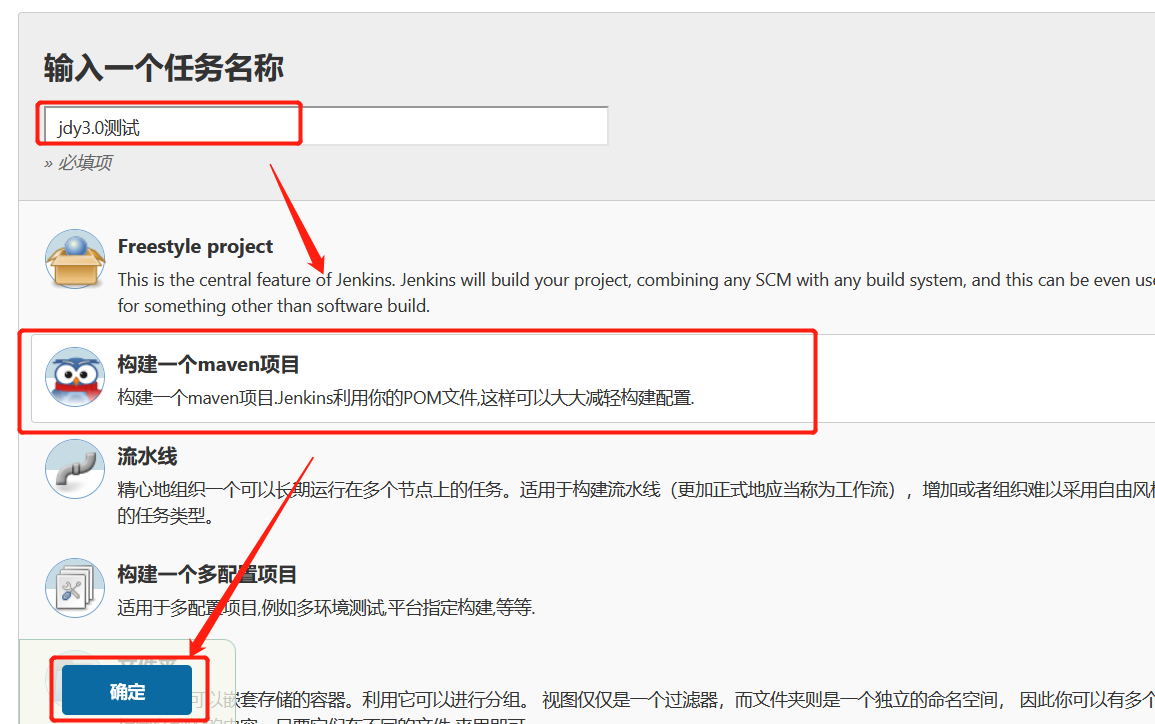 输入一个任务名称
jdy3.0测试
» 必填项
Freestyle project
This is the central feature of Jenkins. Jenkins will build your project, combining any SCM with any build system, and this can be even
for something other than software build.
构建一个maven项目
构建一个maven项目.Jenkins利用你的POM文件,这样可以大大减轻构建配置.
流水线
精心地组织一个可以长期运行在多个节点上的任务。适用于构建流水线（更加正式地应当称为工作流），增加或者组织难以采用自由风
的任务类型。
构建一个多配置项目
适用于多配置项目,例如多环境测试,平台指定构建,等等.
文件夹
可以嵌套存储的容器。利用它可以进行分组。 视图仅仅是一个过滤器，而文件夹则是一个独立的命名空间， 因此你可以有多个
确定